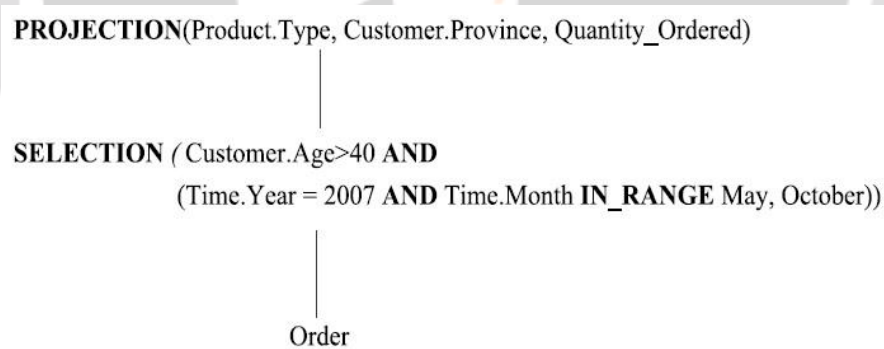 PROJECTION(Product.Type, Customer.Province, Quantity_Ordered)
SELECTION ( Customer.Age>40 AND
(Time.Year = 2007 AND Time.Month IN_RANGE May, October))
Order